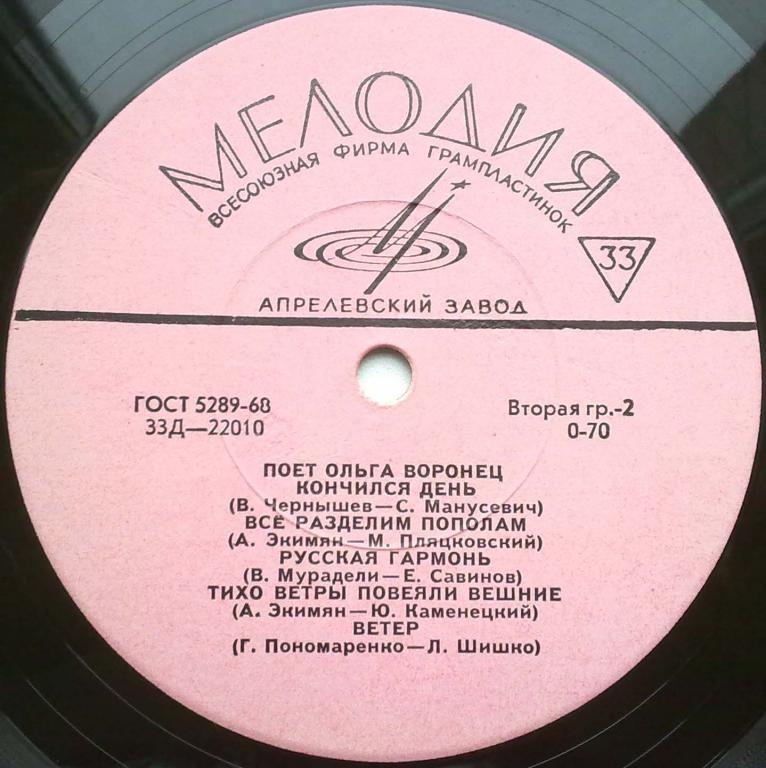 МЕЛОДИЯ
ВСЕСОЮЗНАЯ ФИРМА ГРАМПЛАСТИНОК
33
АПРЕЛЕВСКИЙ ЗАВОД
ГОСТ 5289-68
33Д—22010
Вторая гр.-2
0-70
ПОЕТ ОЛЬГА ВОРОНЕЦ
КОНЧИЛСЯ ДЕНЬ
(В. Чернышев—С. Манусевич)
ВСЁ РАЗДЕЛИМ ПОПОЛАМ
(А. Экимян—М. Пляцковский)
РУССКАЯ ГАРМОНЬ
(В. Мурадели—Е. Савинов)
ТИХО ВЕТРЫ ПОВЕЯЛИ ВЕШНИЕ
(А. Экимян—Ю. Каменецкий)
ВЕТЕР
(Г. Пономаренко—Л. Шишко)